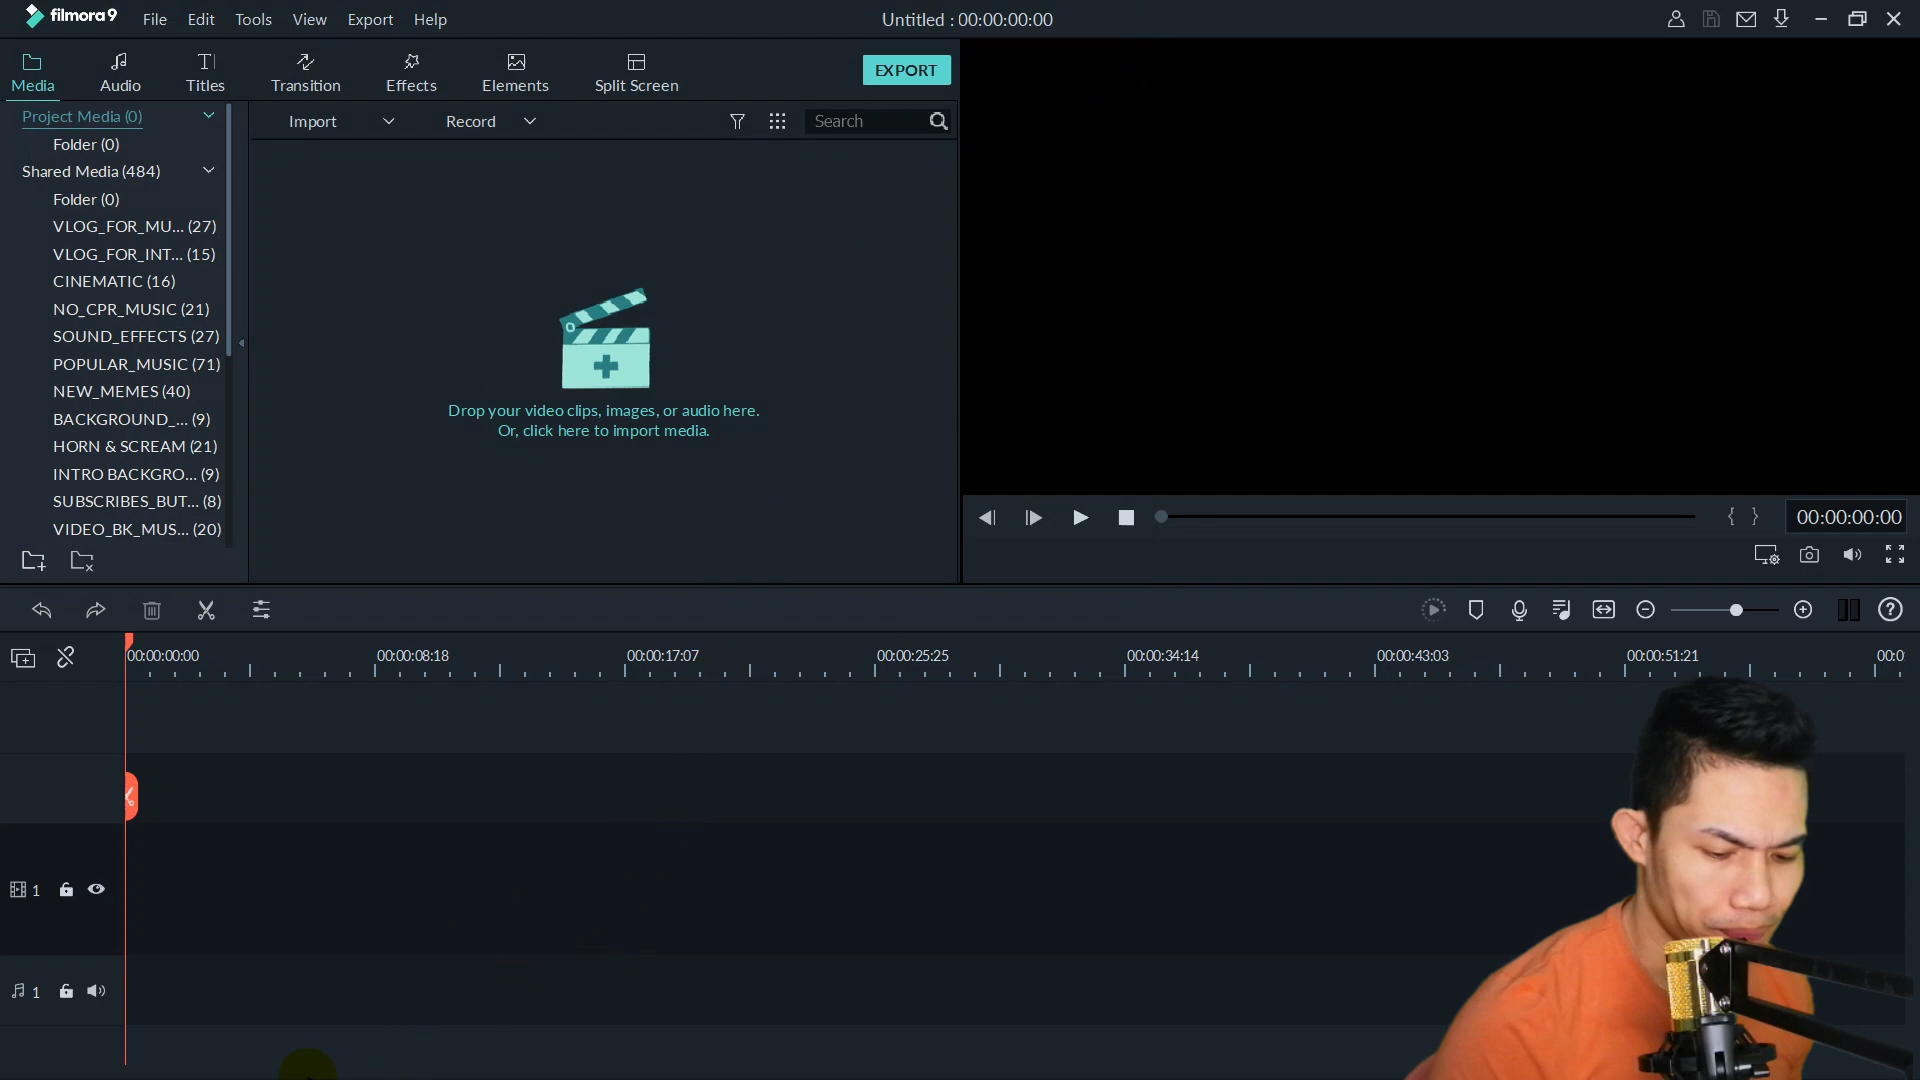 filmora9 File Edit Tools View Export Help Untitled : 00:00:00:00
Media Audio Titles Transition Effects Elements Split Screen EXPORT
Project Media (0)
Folder (0)
Shared Media (484)
Folder (0)
VLOG_FOR_MU... (27)
VLOG_FOR_INT... (15)
CINEMATIC (16)
NO_CPR_MUSIC (21)
SOUND_EFFECTS (27)
POPULAR_MUSIC (71)
NEW_MEMES (40)
BACKGROUND_... (9)
HORN & SCREAM (21)
INTRO BACKGRO... (9)
SUBSCRIBES_BUT... (8)
VIDEO_BK_MUS... (20)
Import Record Search
Drop your video clips, images, or audio here.
Or, click here to import media.
{ } 00:00:00:00
00:00:00:00 00:00:08:18 00:00:17:07 00:00:25:25 00:00:34:14 00:00:43:03 00:00:51:21 00:0
1
1